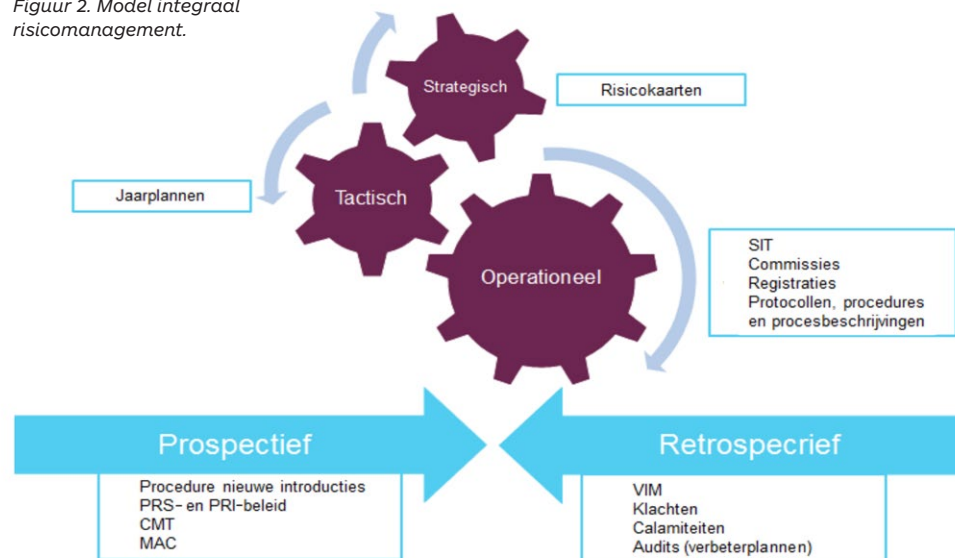 Figuur 2. Model integraal
risicomanagement.
Strategisch
Risicokaarten
Jaarplannen
Tactisch
Operationeel
SIT
Commissies
Registraties
Protocollen, procedures
en procesbeschrijvingen
Prospectief
Retrospecrief
Procedure nieuwe introducties
PRS- en PRI-beleid
CMT
MAC
VIM
Klachten
Calamiteiten
Audits (verbeterplannen)